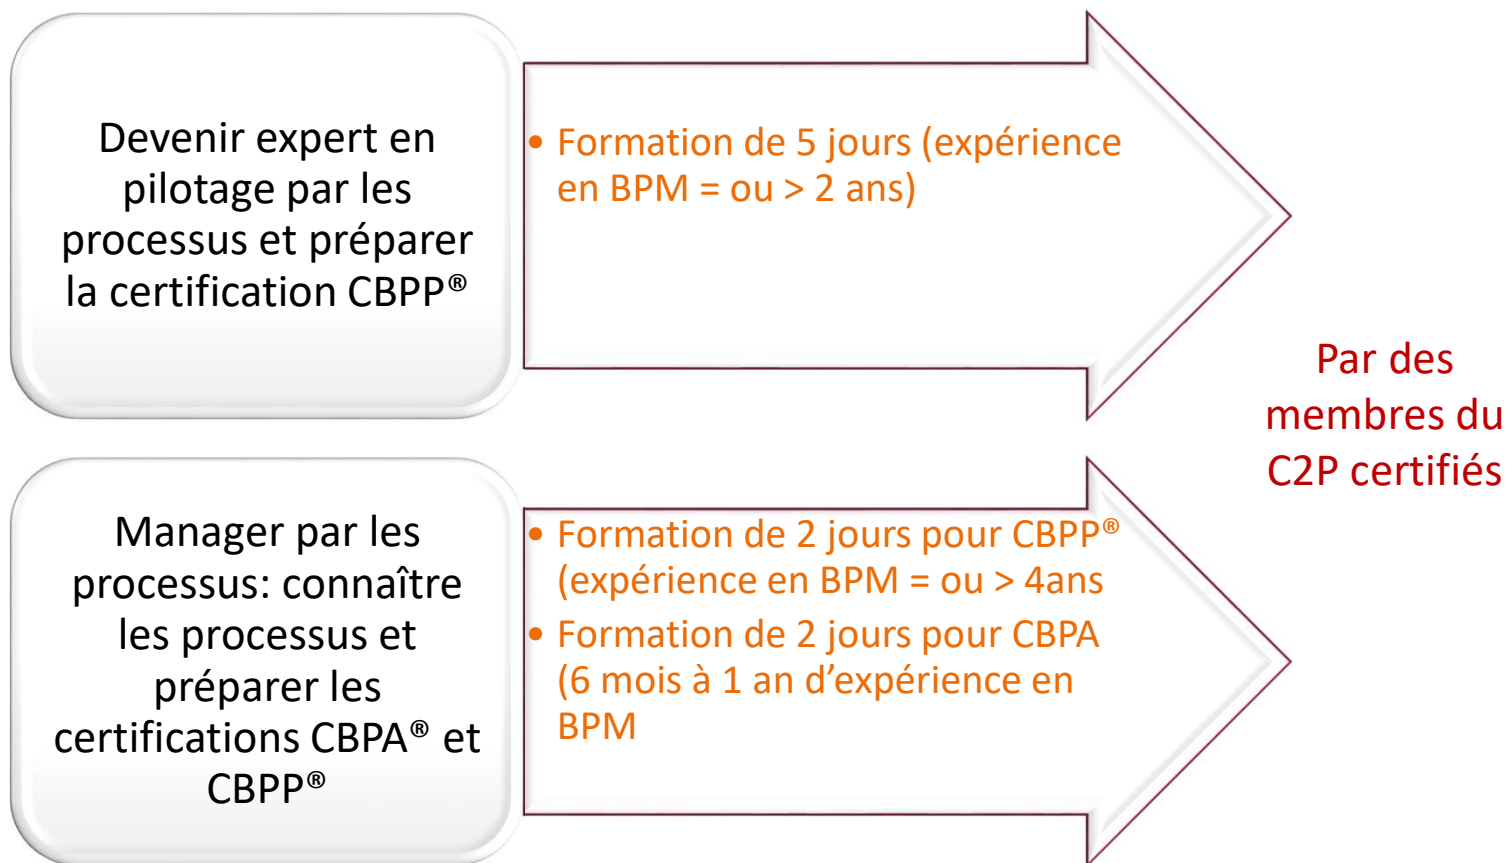 Devenir expert en
pilotage par les
processus et préparer
la certification CBPP®
• Formation de 5 jours (expérience
en BPM = ou > 2 ans)
Manager par les
processus: connaître
les processus et
préparer les
certifications CBPA® et
CBPP®
• Formation de 2 jours pour CBPP®
(expérience en BPM = ou > 4ans
• Formation de 2 jours pour CBPA
(6 mois à 1 an d’expérience en
BPM
Par des
membres du
C2P certifiés